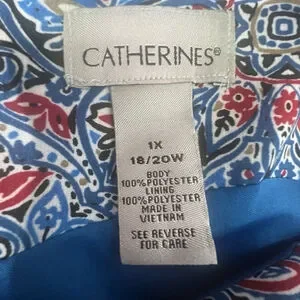 CATHERINES®
1X
18/20W
BODY
100%POLYESTER
LINING
100%POLYESTER
MADE IN
VIETNAM
SEE REVERSE
FOR CARE